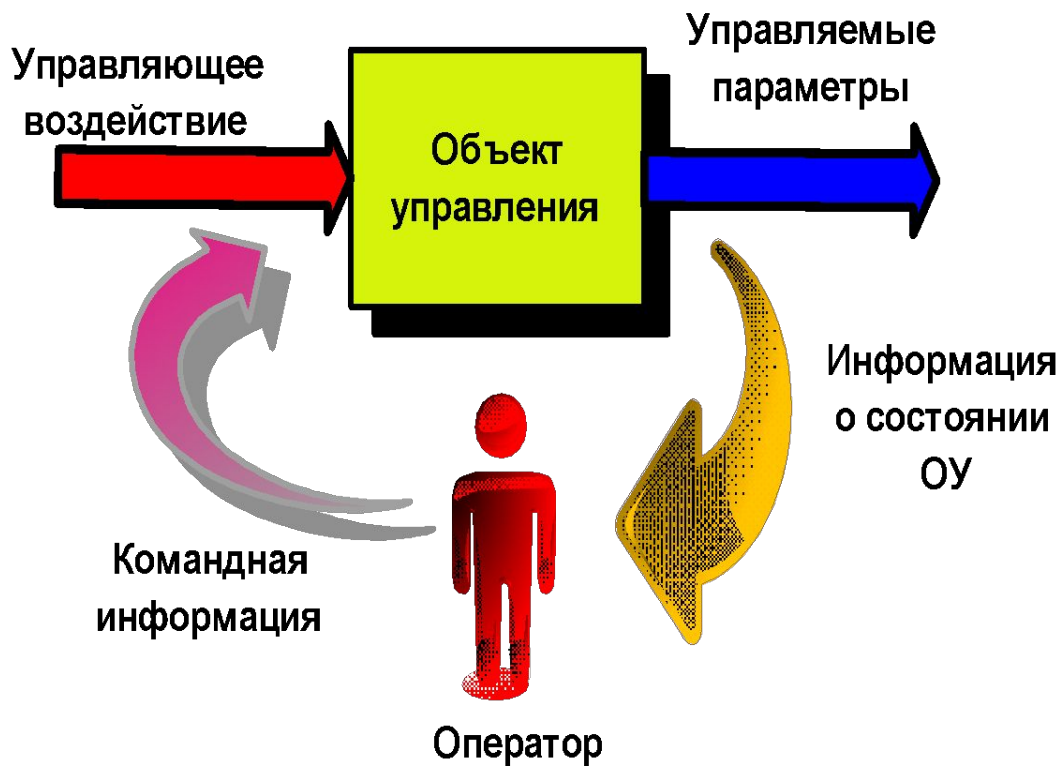 Управляющее
воздействие
Объект
управления
Управляемые
параметры
Информация
о состоянии
ОУ
Командная
информация
Оператор